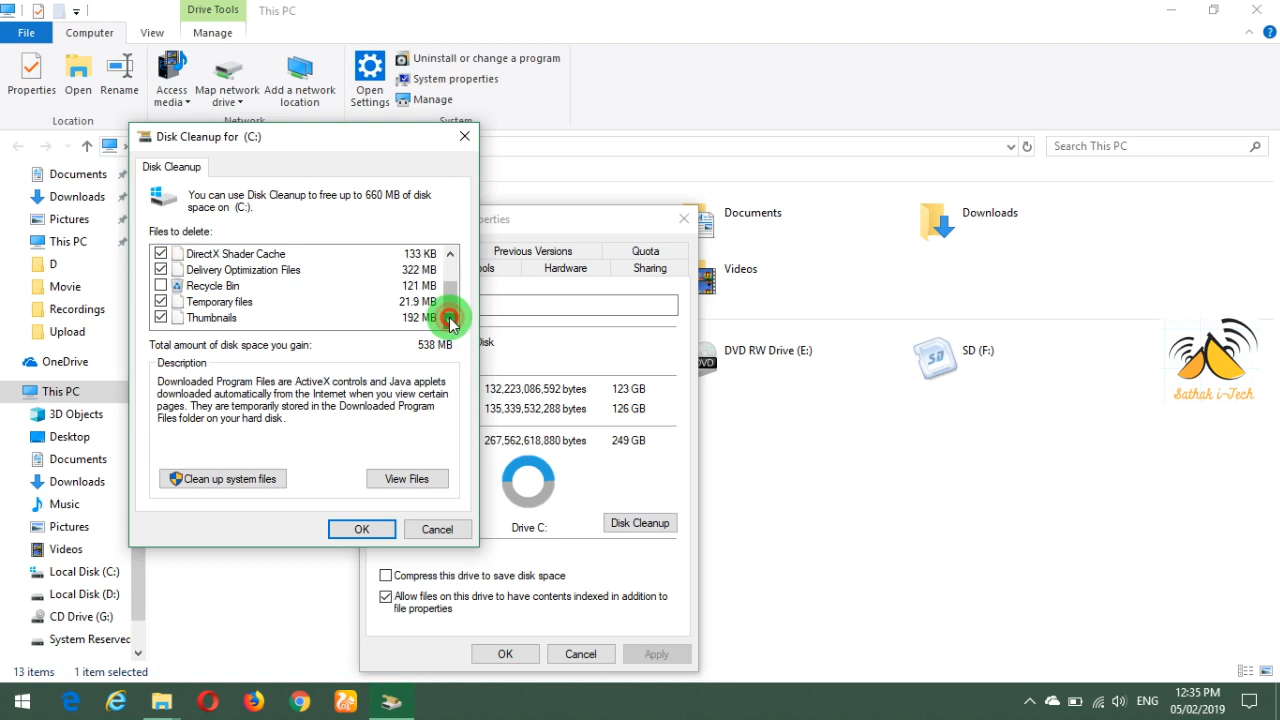 Drive Tools
This PC
File
Computer
View
Manage
Properties
Open
Rename
Access media
Map network drive
Add a network location
Open Settings
Uninstall or change a program
System properties
Manage
Location
Network
System
Search This PC
Documents
Downloads
Pictures
This PC
D
Movie
Recordings
Upload
OneDrive
This PC
3D Objects
Desktop
Documents
Downloads
Music
Pictures
Videos
Local Disk (C:)
Local Disk (D:)
CD Drive (G:)
System Reserved
13 items
1 item selected
Disk Cleanup for (C:)
Disk Cleanup
You can use Disk Cleanup to free up to 660 MB of disk
space on (C:).
Files to delete:
DirectX Shader Cache 133 KB
Delivery Optimization Files 322 MB
Recycle Bin 121 MB
Temporary files 21.9 MB
Thumbnails 192 MB
Total amount of disk space you gain: 538 MB
Description
Downloaded Program Files are ActiveX controls and Java applets
downloaded automatically from the Internet when you view certain
pages. They are temporarily stored in the Downloaded Program
Files folder on your hard disk.
Clean up system files
View Files
OK
Cancel
Previous Versions
Quota
Hardware
Sharing
132,223,086,592 bytes 123 GB
135,339,532,288 bytes 126 GB
267,562,618,880 bytes 249 GB
Drive C:
Disk Cleanup
Compress this drive to save disk space
Allow files on this drive to have contents indexed in addition to
file properties
OK
Cancel
Apply
Documents
Downloads
Videos
DVD RW Drive (E:)
SD
SD (F:)
DVD
Sathak i-Tech
ENG
12:35 PM
05/02/2019